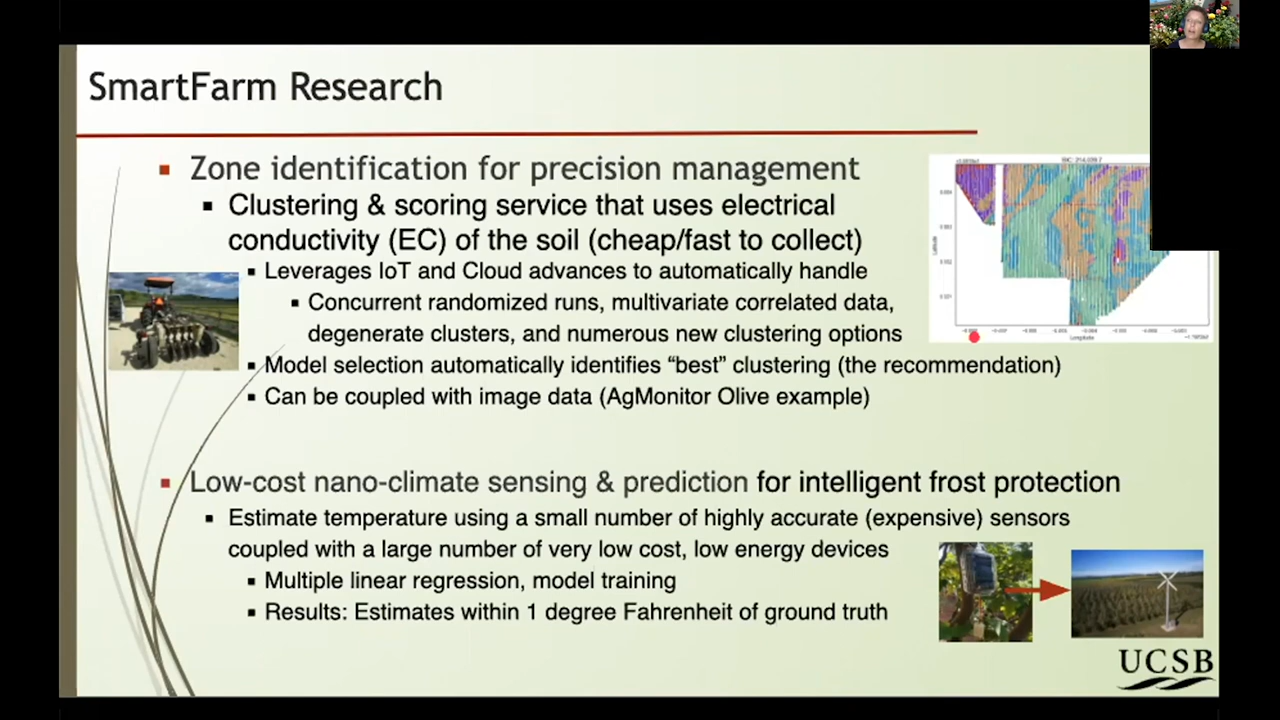 SmartFarm Research
Zone identification for precision management
Clustering & scoring service that uses electrical
conductivity (EC) of the soil (cheap/fast to collect)
Leverages IoT and Cloud advances to automatically handle
Concurrent randomized runs, multivariate correlated data,
degenerate clusters, and numerous new clustering options
Model selection automatically identifies “best” clustering (the recommendation)
Can be coupled with image data (AgMonitor Olive example)
Low-cost nano-climate sensing & prediction for intelligent frost protection
Estimate temperature using a small number of highly accurate (expensive) sensors
coupled with a large number of very low cost, low energy devices
Multiple linear regression, model training
Results: Estimates within 1 degree Fahrenheit of ground truth
Latitude
Longitude
UCSB